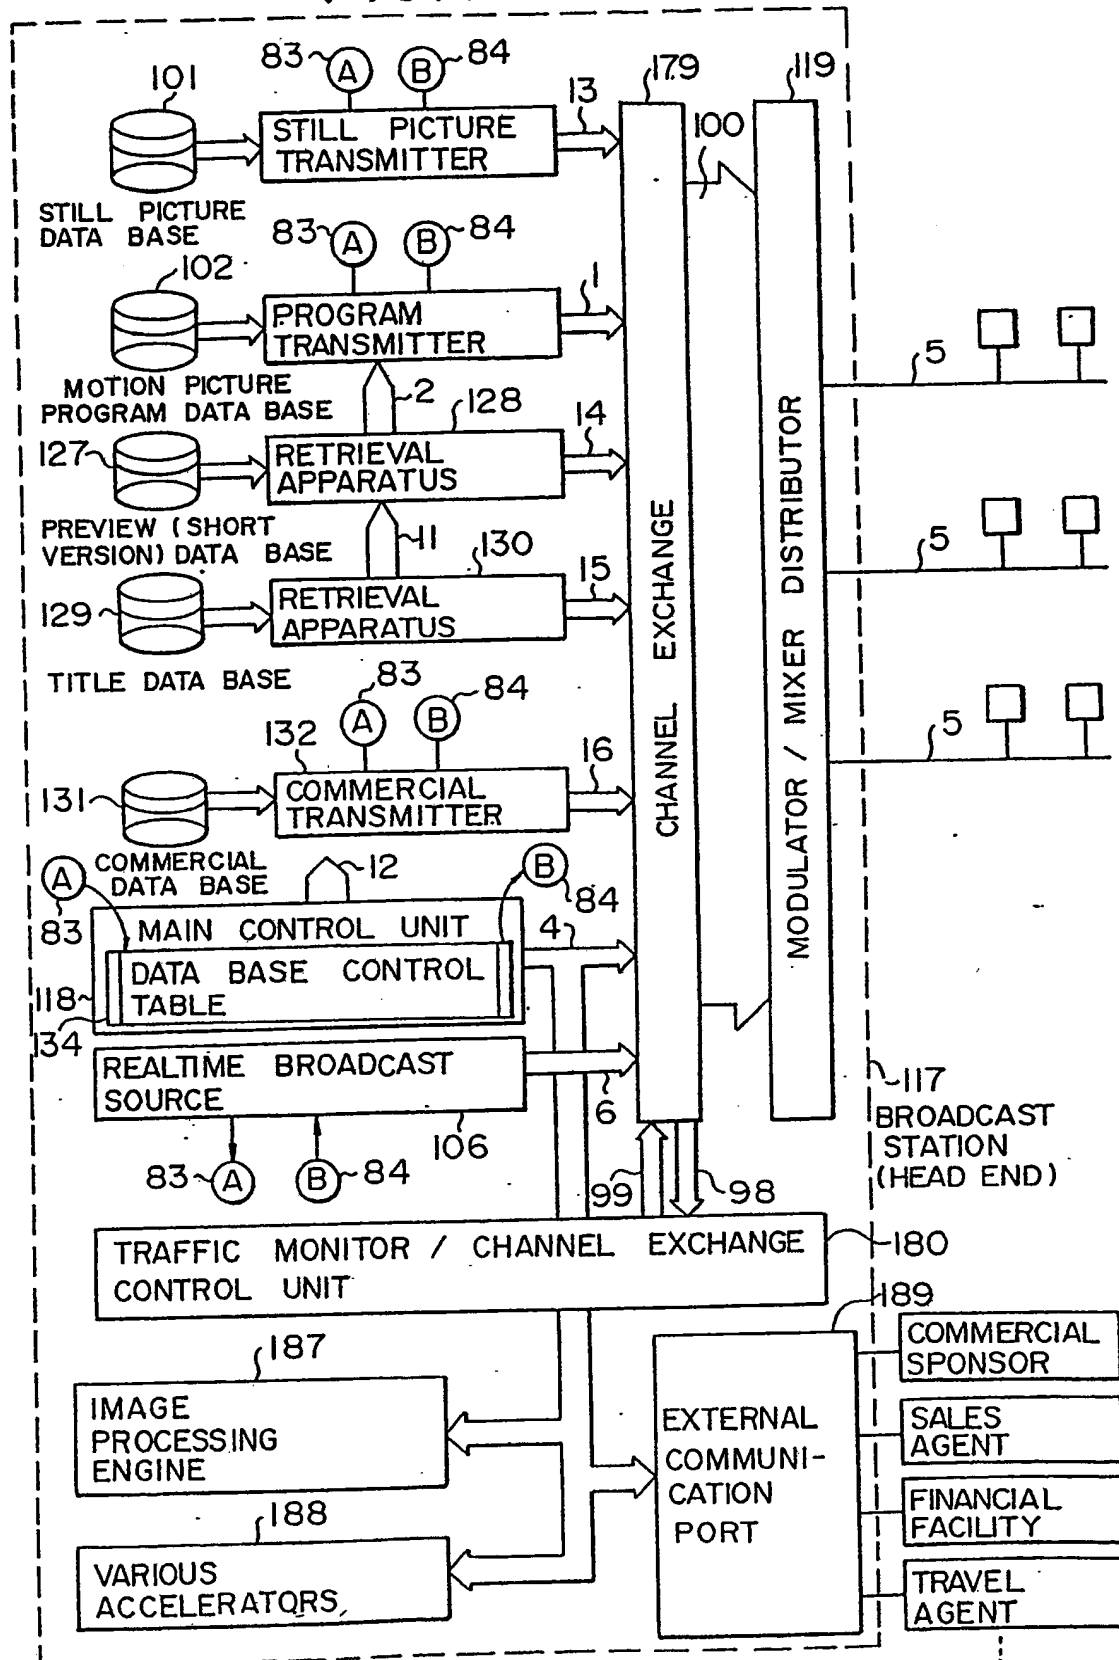 101
83
A
B
84
13
17.9
119
STILL PICTURE
TRANSMITTER
100
STILL PICTURE
DATA BASE
83
A
B
84
102
1
PROGRAM
TRANSMITTER
MOTION PICTURE
PROGRAM DATA BASE
2
128
14
5
127
RETRIEVAL
APPARATUS
PREVIEW (SHORT
VERSION) DATA BASE
11
130
15
5
129
RETRIEVAL
APPARATUS
TITLE DATA BASE
CHANNEL EXCHANGE
MODULATOR / MIXER DISTRIBUTOR
83
A
B
84
132
16
5
131
COMMERCIAL
TRANSMITTER
COMMERCIAL
DATA BASE
12
A
83
B
84
MAIN CONTROL UNIT
4
DATA BASE CONTROL
TABLE
118
134
REALTIME BROADCAST
SOURCE
6
106
83
A
B
84
99
98
117
BROADCAST
STATION
(HEAD END)
TRAFFIC MONITOR / CHANNEL EXCHANGE
CONTROL UNIT
180
189
187
IMAGE
PROCESSING
ENGINE
188
VARIOUS
ACCELERATORS
EXTERNAL
COMMUNI-
CATION
PORT
COMMERCIAL
SPONSOR
SALES
AGENT
FINANCIAL
FACILITY
TRAVEL
AGENT